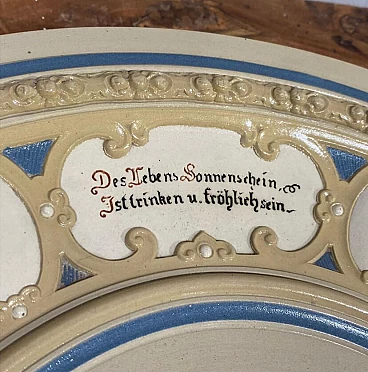 Des Lebens Sonnenschein,
Ist trinken u. fröhlich sein.